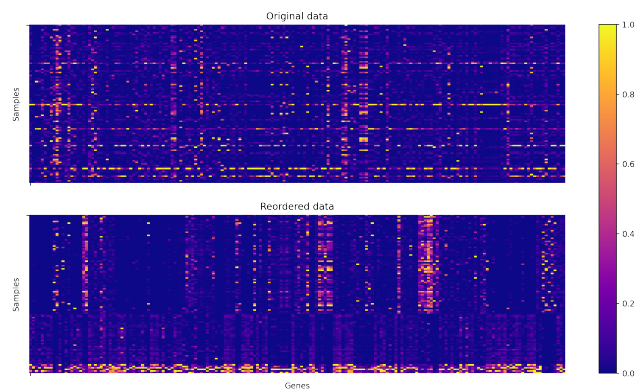 Original data
Samples
Reordered data
Samples
Genes
1.0
0.8
0.6
0.4
0.2
0.0